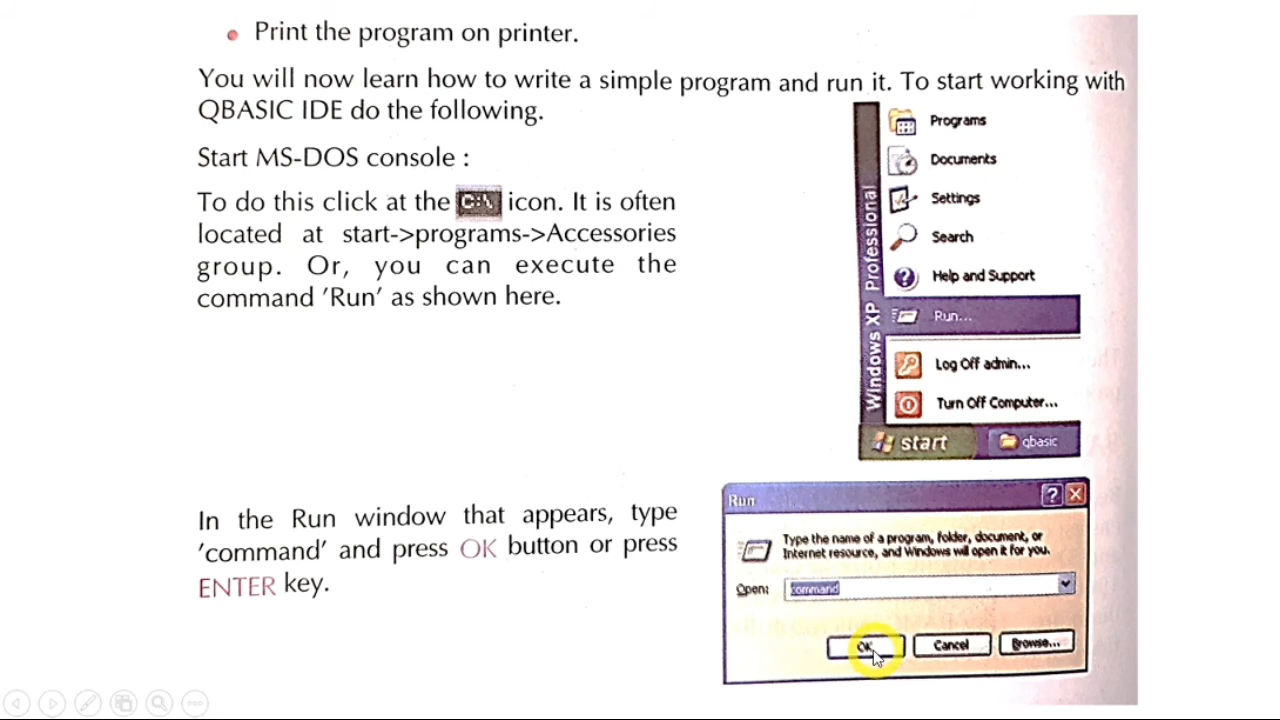 Print the program on printer.
You will now learn how to write a simple program and run it. To start working with
QBASIC IDE do the following.
Start MS-DOS console :
To do this click at the C:\ icon. It is often
located at start->programs->Accessories
group. Or, you can execute the
command 'Run' as shown here.
Programs
Documents
Settings
Search
Help and Support
Run...
Log Off admin...
Turn Off Computer...
Windows XP Professional
start
qbasic
In the Run window that appears, type
'command' and press OK button or press
ENTER key.
Run
Type the name of a program, folder, document, or
Internet resource, and Windows will open it for you.
Open: command
OK Cancel Browse...